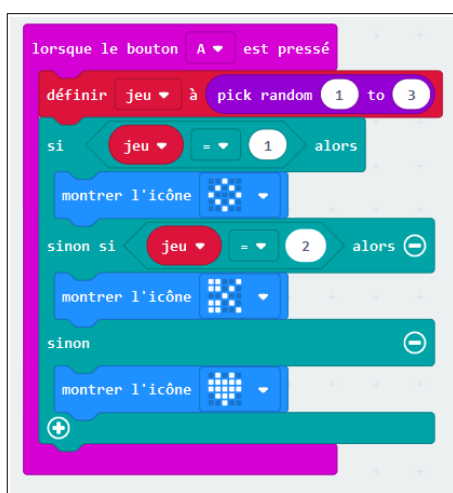 lorsque le bouton A est pressé
définir jeu à pick random 1 to 3
si jeu = 1 alors
montrer l'icône
sinon si jeu = 2 alors
montrer l'icône
sinon
montrer l'icône